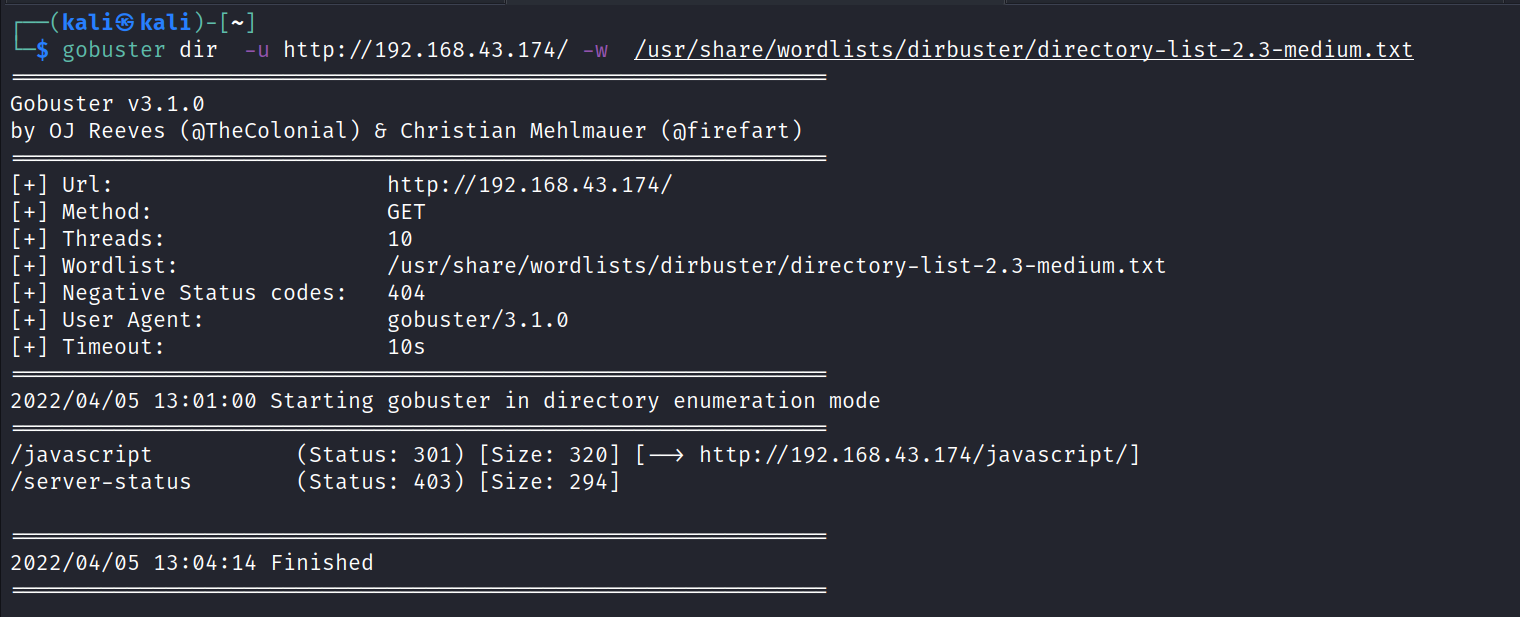 ┌──(kali㉿kali)-[~]
└─$ gobuster dir  -u http://192.168.43.174/ -w  /usr/share/wordlists/dirbuster/directory-list-2.3-medium.txt
===============================================================
Gobuster v3.1.0
by OJ Reeves (@TheColonial) & Christian Mehlmauer (@firefart)
===============================================================
[+] Url:                     http://192.168.43.174/
[+] Method:                  GET
[+] Threads:                 10
[+] Wordlist:                /usr/share/wordlists/dirbuster/directory-list-2.3-medium.txt
[+] Negative Status codes:   404
[+] User Agent:              gobuster/3.1.0
[+] Timeout:                 10s
===============================================================
2022/04/05 13:01:00 Starting gobuster in directory enumeration mode
===============================================================
/javascript           (Status: 301) [Size: 320] [--> http://192.168.43.174/javascript/]
/server-status        (Status: 403) [Size: 294]
===============================================================
2022/04/05 13:04:14 Finished
===============================================================